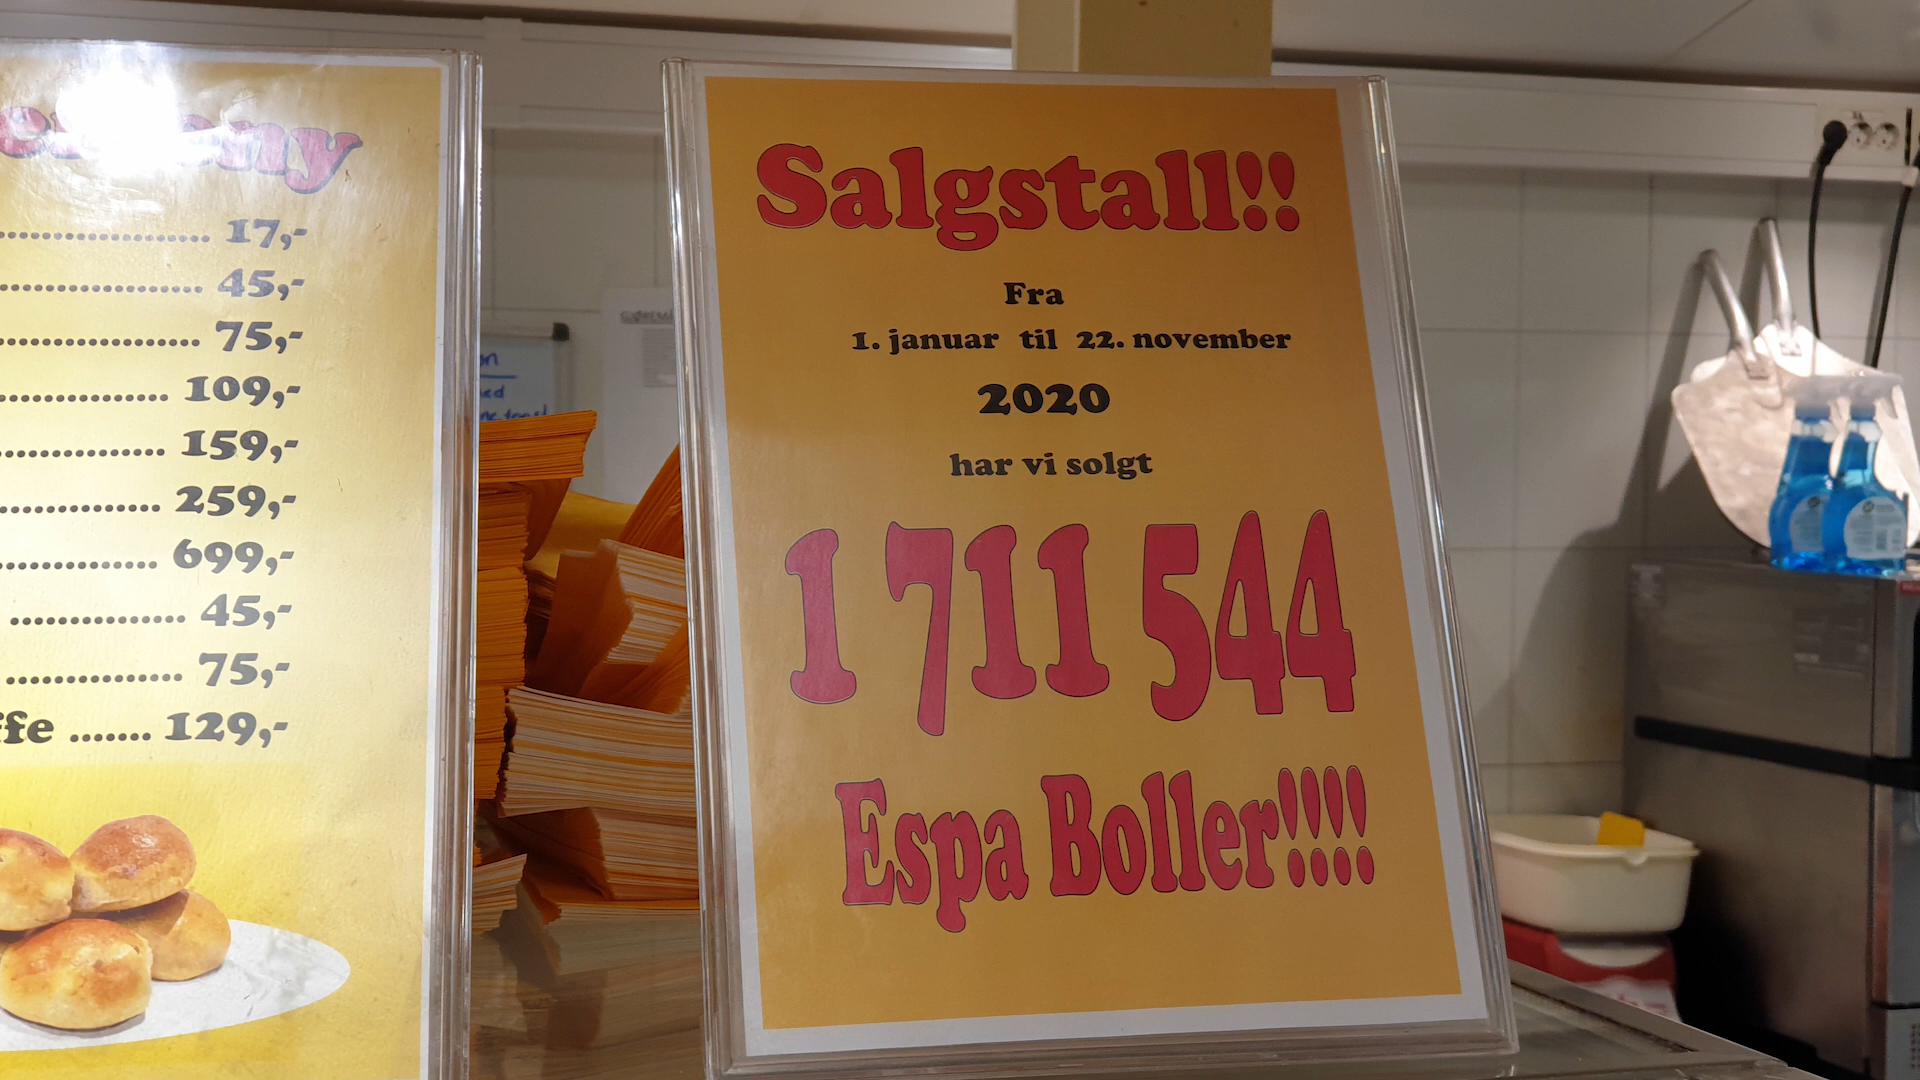 17,-
45,-
75,-
109,-
159,-
259,-
699,-
45,-
75,-
....... 129,-
Salgstall!!
Fra
1. januar til 22. november
2020
har vi solgt
1 711 544
Espa Boller!!!!